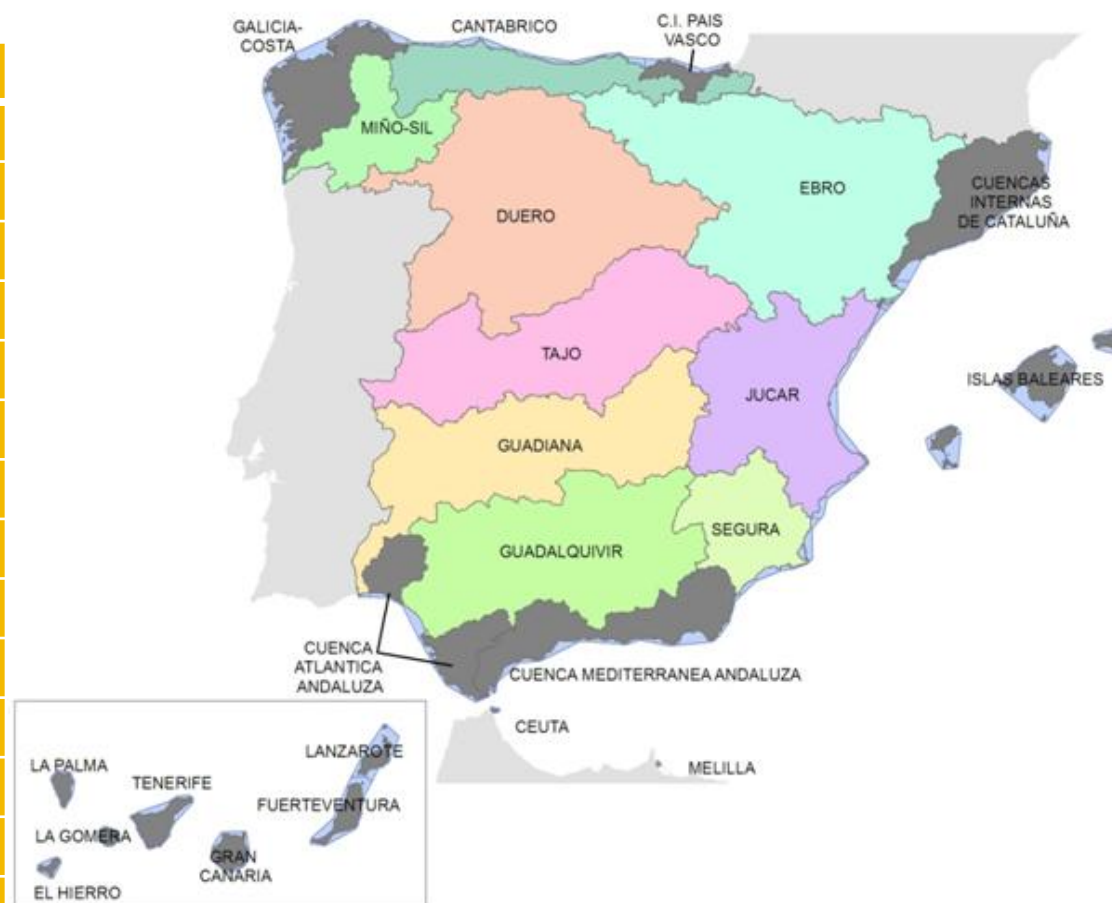 GALICIA-
COSTA
CANTABRICO
C.I. PAIS
VASCO
MIÑO-SIL
DUERO
EBRO
CUENCAS
INTERNAS
DE CATALUÑA
TAJO
JUCAR
ISLAS BALEARES
GUADIANA
SEGURA
GUADALQUIVIR
CUENCA
ATLANTICA
ANDALUZA
CUENCA MEDITERRANEA ANDALUZA
CEUTA
MELILLA
LANZAROTE
LA PALMA
TENERIFE
FUERTEVENTURA
LA GOMERA
GRAN
CANARIA
EL HIERRO